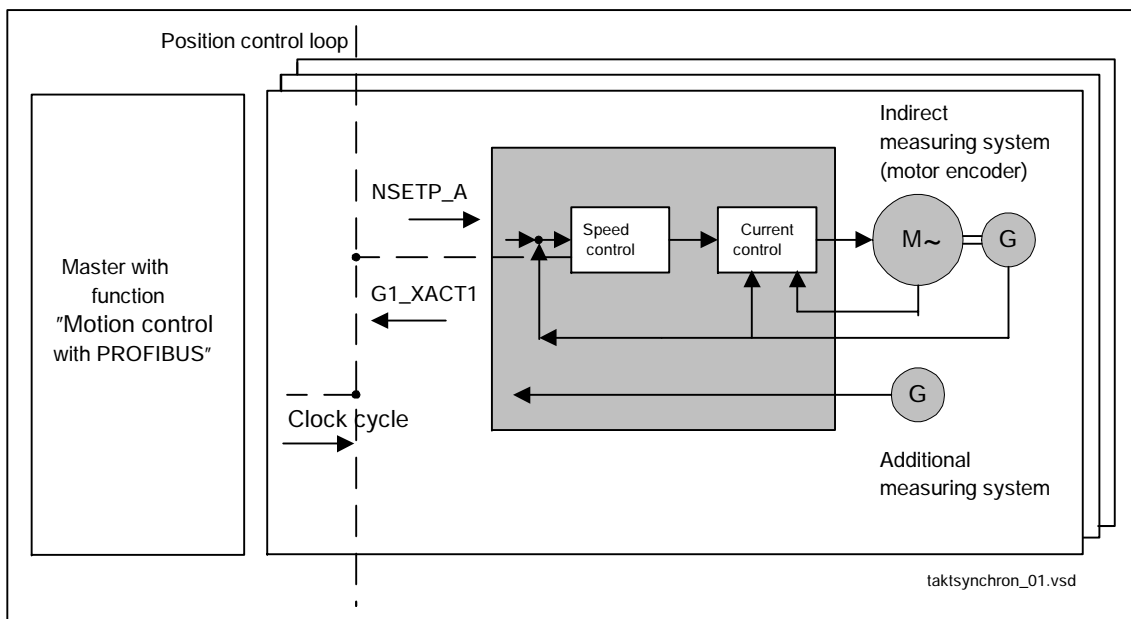 Position control loop
Master with
function
"Motion control
with PROFIBUS"
NSETP_A
G1_XACT1
Clock cycle
Speed
control
Current
control
Indirect
measuring system
(motor encoder)
M~
G
G
Additional
measuring system
taktsynchron_01.vsd